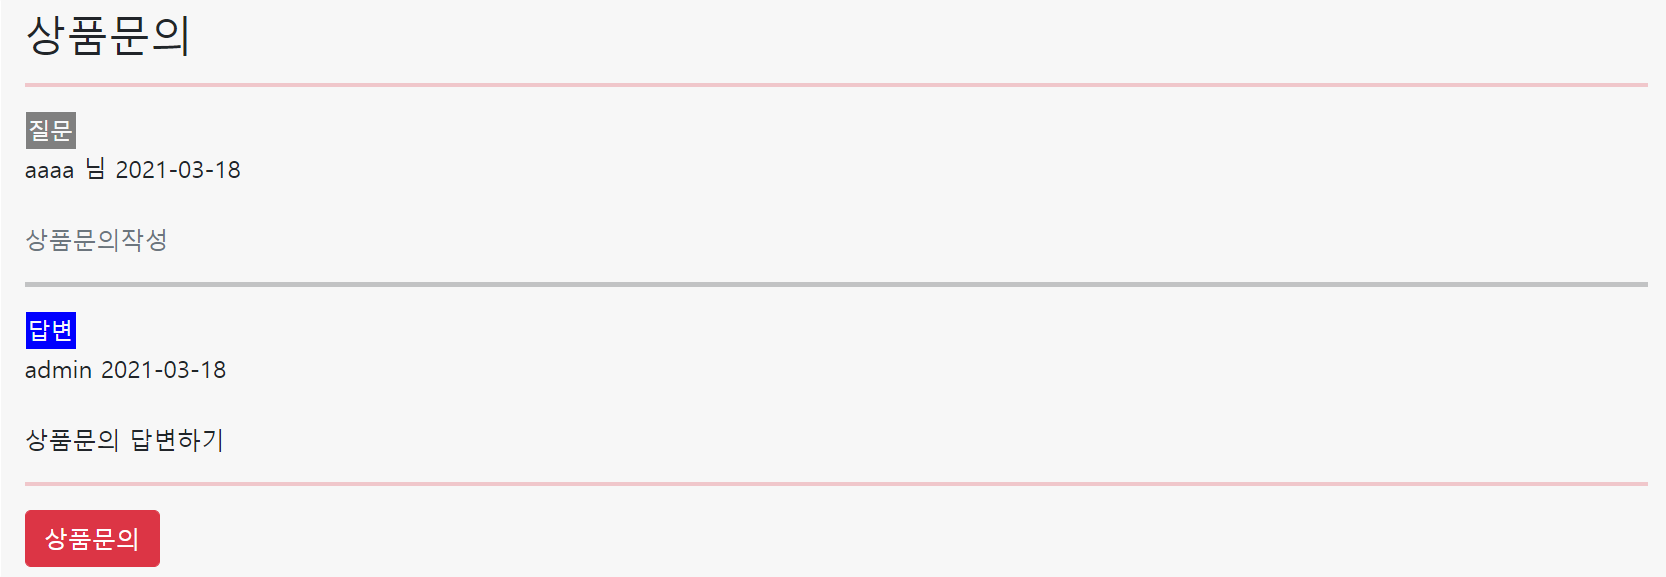 상품문의
질문
aaaa 님 2021-03-18
상품문의작성
답변
admin 2021-03-18
상품문의 답변하기
상품문의